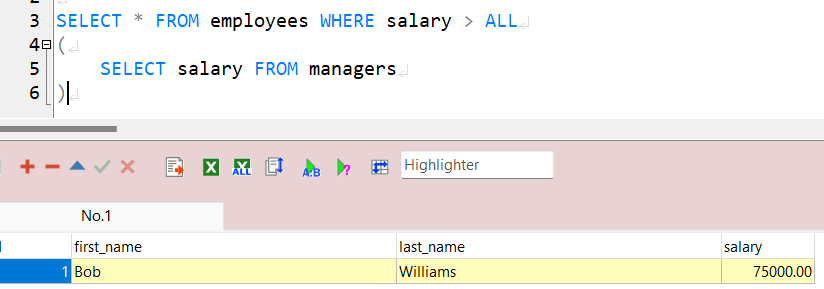 3 SELECT * FROM employees WHERE salary > ALL
4 (
5 SELECT salary FROM managers
6 )
ALL A:B ?
Highlighter
No.1
first_name last_name salary
1 Bob Williams 75000.00